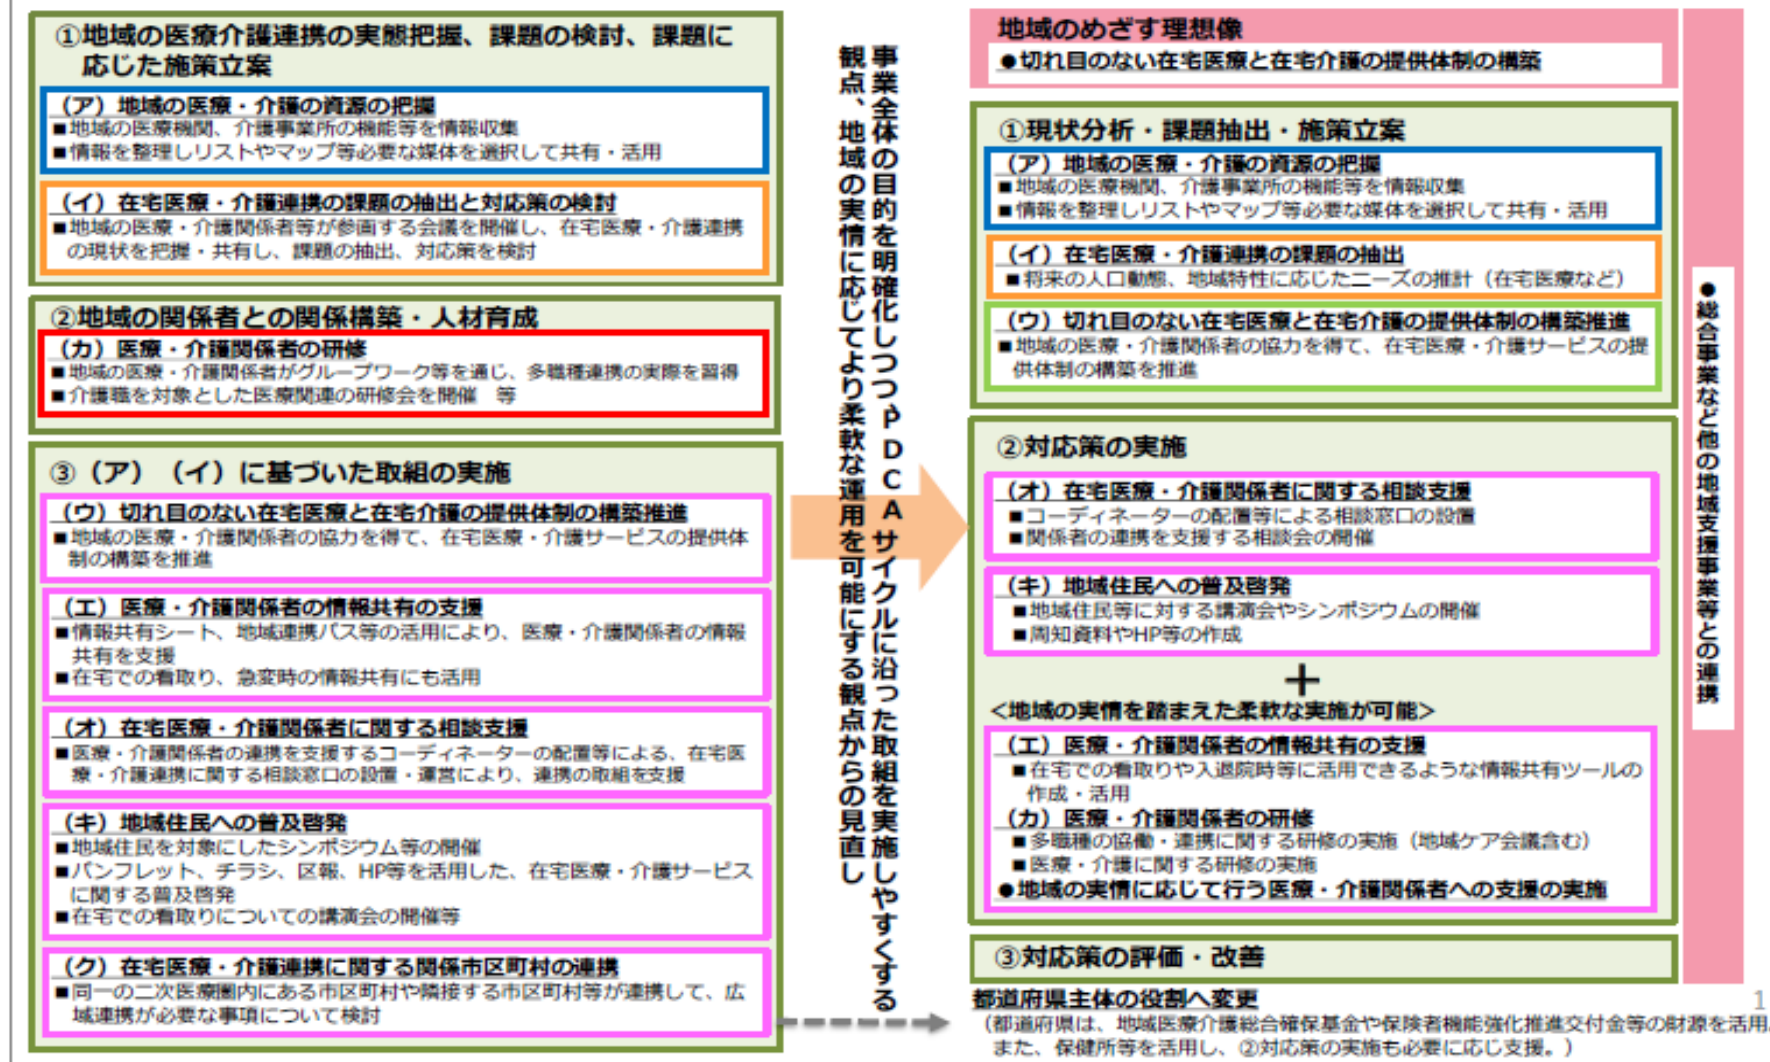 ①地域の医療介護連携の実態把握、課題の検討、課題に
応じた施策立案
（ア）地域の医療・介護の資源の把握
■地域の医療機関、介護事業所の機能等を情報収集
■情報を整理しリストやマップ等必要な媒体を選択して共有・活用
（イ）在宅医療・介護連携の課題の抽出と対応策の検討
■地域の医療・介護関係者等が参画する会議を開催し、在宅医療・介護連携
の現状を把握・共有し、課題の抽出、対応策を検討
②地域の関係者との関係構築・人材育成
（カ）医療・介護関係者の研修
■地域の医療・介護関係者がグループワーク等を通じ、多職種連携の実際を習得
■介護職を対象とした医療関連の研修会を開催　等
③（ア）（イ）に基づいた取組の実施
（ウ）切れ目のない在宅医療と在宅介護の提供体制の構築推進
■地域の医療・介護関係者の協力を得て、在宅医療・介護サービスの提供体
制の構築を推進
（エ）医療・介護関係者の情報共有の支援
■情報共有シート、地域連携パス等の活用により、医療・介護関係者の情報
共有を支援
■在宅での看取り、急変時の情報共有にも活用
（オ）在宅医療・介護関係者に関する相談支援
■医療・介護関係者の連携を支援するコーディネーターの配置等による、在宅医
療・介護連携に関する相談窓口の設置・運営により、連携の取組を支援
（キ）地域住民への普及啓発
■地域住民を対象にしたシンポジウム等の開催
■パンフレット、チラシ、区報、HP等を活用した、在宅医療・介護サービス
に関する普及啓発
■在宅での看取りについての講演会の開催等
（ク）在宅医療・介護連携に関する関係市区町村の連携
■同一の二次医療圏内にある市区町村や隣接する市区町村等が連携して、広
域連携が必要な事項について検討
事業全体の目的を明確化しつつ、PDCAサイクルに沿った取組を実施しやすくする
観点、地域の実情に応じてより柔軟な運用を可能にする観点からの見直し
地域のめざす理想像
●切れ目のない在宅医療と在宅介護の提供体制の構築
①現状分析・課題抽出・施策立案
（ア）地域の医療・介護の資源の把握
■地域の医療機関、介護事業所の機能等を情報収集
■情報を整理しリストやマップ等必要な媒体を選択して共有・活用
（イ）在宅医療・介護連携の課題の抽出
■将来の人口動態、地域特性に応じたニーズの推計（在宅医療など）
（ウ）切れ目のない在宅医療と在宅介護の提供体制の構築推進
■地域の医療・介護関係者の協力を得て、在宅医療・介護サービスの提
供体制の構築を推進
②対応策の実施
（オ）在宅医療・介護関係者に関する相談支援
■コーディネーターの配置等による相談窓口の設置
■関係者の連携を支援する相談会の開催
（キ）地域住民への普及啓発
■地域住民等に対する講演会やシンポジウムの開催
■周知資料やHP等の作成
＋
＜地域の実情を踏まえた柔軟な実施が可能＞
（エ）医療・介護関係者の情報共有の支援
■在宅での看取りや入退院時等に活用できるような情報共有ツールの
作成・活用
（カ）医療・介護関係者の研修
■多職種の協働・連携に関する研修の実施（地域ケア会議含む）
■医療・介護に関する研修の実施
●地域の実情に応じて行う医療・介護関係者への支援の実施
③対応策の評価・改善
●総合事業など他の地域支援事業等との連携
都道府県主体の役割へ変更
（都道府県は、地域医療介護総合確保基金や保険者機能強化推進交付金等の財源を活用。
また、保健所等を活用し、②対応策の実施も必要に応じ支援。）
1